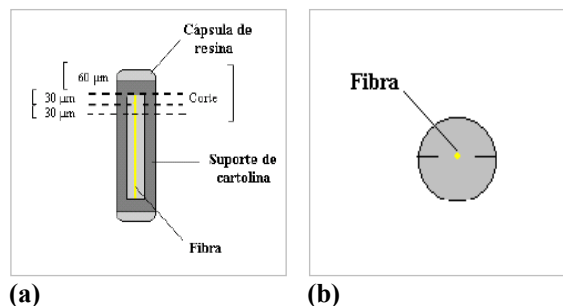 Cápsula de
resina
60 µm
30 µm
Corte
30 µm
Suporte de
cartolina
Fibra
(a)
Fibra
(b)